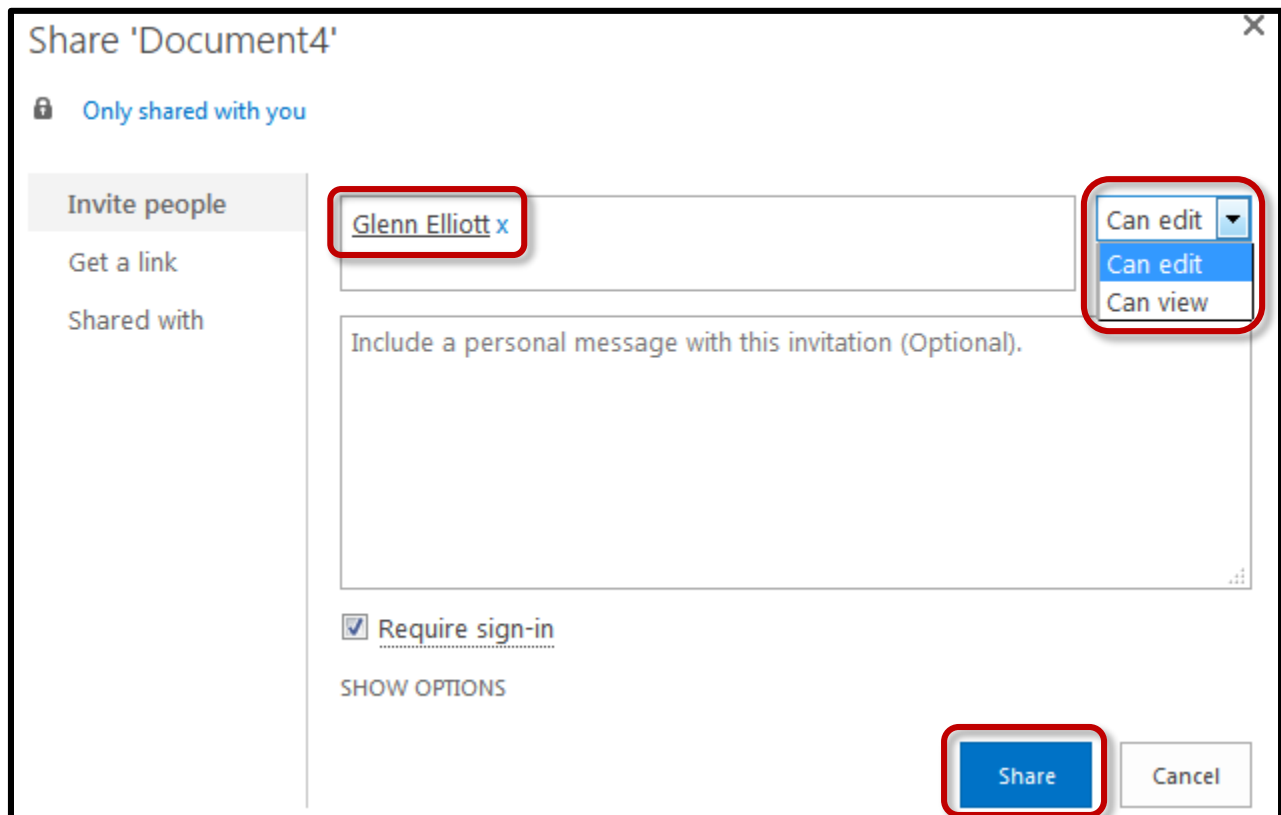 Share 'Document4'
Only shared with you
Invite people
Get a link
Shared with
Glenn Elliott x
Can edit
Can edit
Can view
Include a personal message with this invitation (Optional).
Require sign-in
SHOW OPTIONS
Share
Cancel